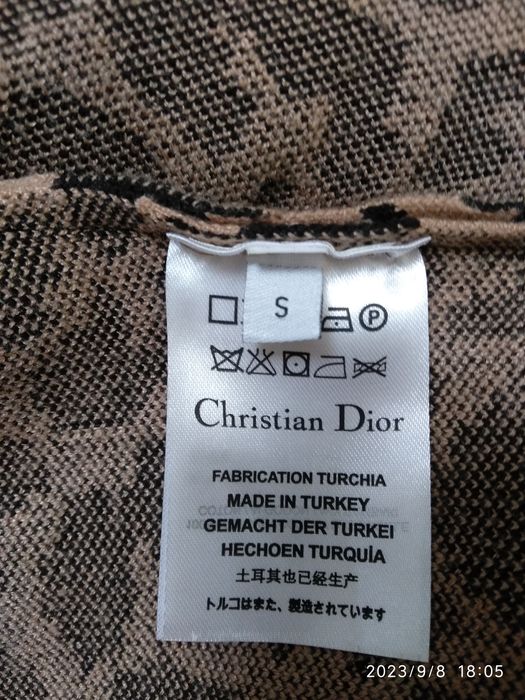 S
P
Christian Dior
FABRICATION TURCHIA
MADE IN TURKEY
GEMACHT DER TURKEI
HECHOEN TURQUÍA
土耳其也已经生产
トルコはまた、製造されています
2023/9/8 18:05